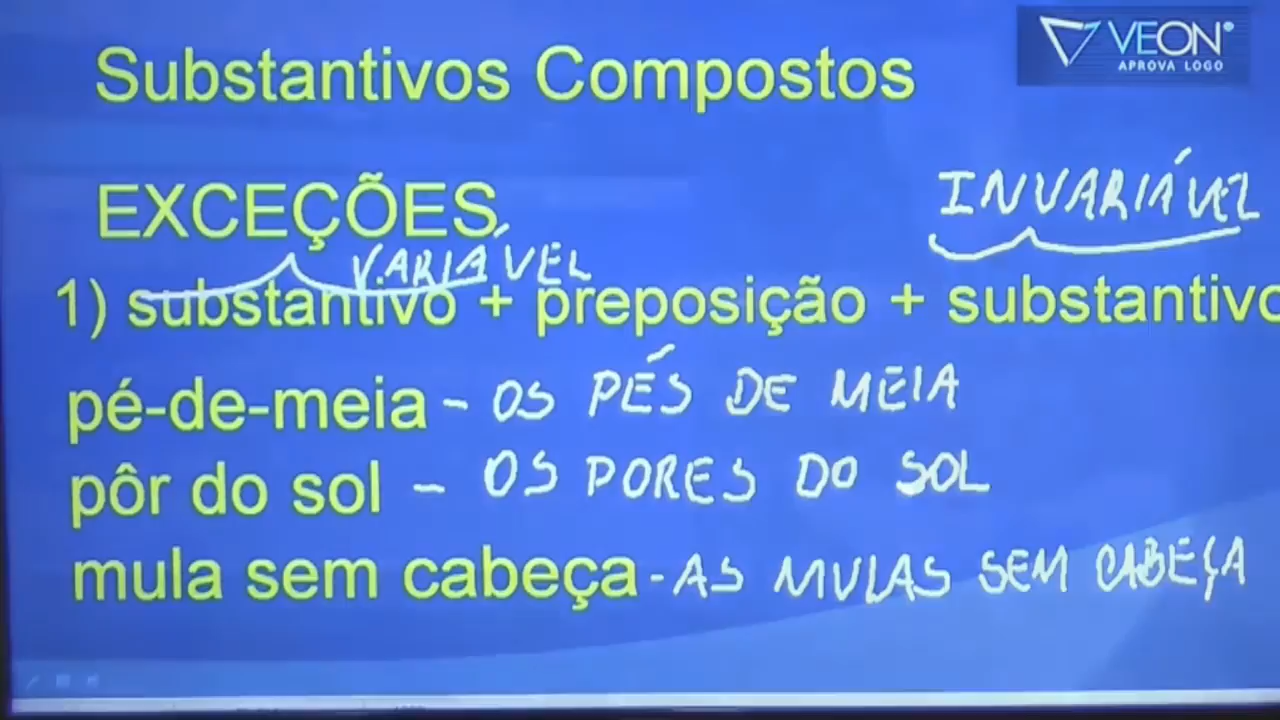 VEON
APROVA LOGO
Substantivos Compostos
EXCEÇÕES
INVARIÁVEL
VARIÁVEL
1) substantivo + preposição + substantivo
pé-de-meia - OS PÉS DE MEIA
pôr do sol - OS PORES DO SOL
mula sem cabeça - AS MULAS SEM CABEÇA